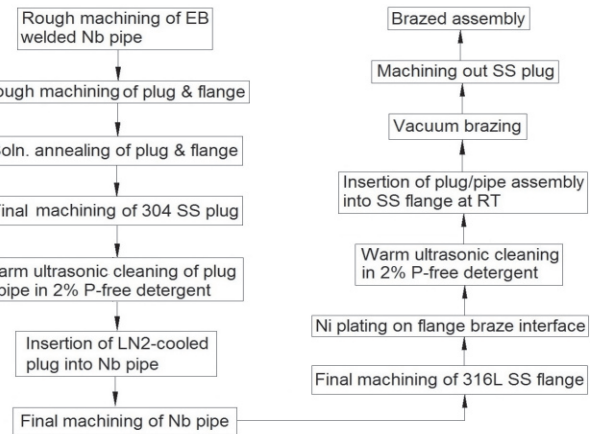 Rough machining of EB
welded Nb pipe
ough machining of plug & flange
oln. annealing of plug & flange
inal machining of 304 SS plug
arm ultrasonic cleaning of plug
pipe in 2% P-free detergent
Insertion of LN2-cooled
plug into Nb pipe
Final machining of Nb pipe
Brazed assembly
Machining out SS plug
Vacuum brazing
Insertion of plug/pipe assembly
into SS flange at RT
Warm ultrasonic cleaning
in 2% P-free detergent
Ni plating on flange braze interface
Final machining of 316L SS flange